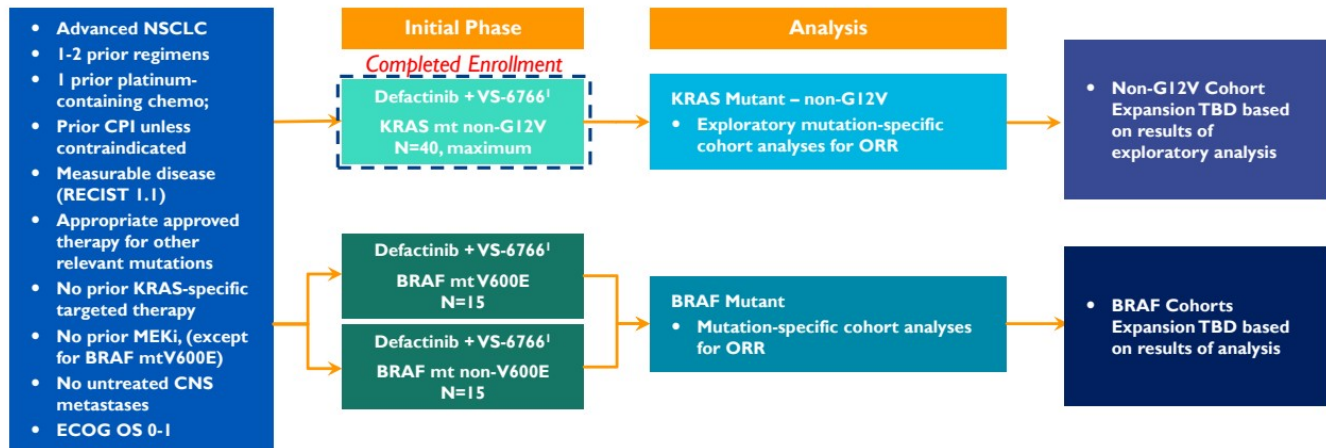 • Advanced NSCLC
• 1-2 prior regimens
• 1 prior platinum-
containing chemo;
• Prior CPI unless
contraindicated
• Measurable disease
(RECIST 1.1)
• Appropriate approved
therapy for other
relevant mutations
• No prior KRAS-specific
targeted therapy
• No prior MEKi, (except
for BRAF mtV600E)
• No untreated CNS
metastases
• ECOG OS 0-1
Initial Phase
Completed Enrollment
Defactinib + VS-6766¹
KRAS mt non-G12V
N=40, maximum
Defactinib + VS-6766¹
BRAF mt V600E
N=15
Defactinib + VS-6766¹
BRAF mt non-V600E
N=15
Analysis
KRAS Mutant – non-G12V
• Exploratory mutation-specific
cohort analyses for ORR
BRAF Mutant
• Mutation-specific cohort analyses
for ORR
• Non-G12V Cohort
Expansion TBD based
on results of
exploratory analysis
• BRAF Cohorts
Expansion TBD based
on results of analysis